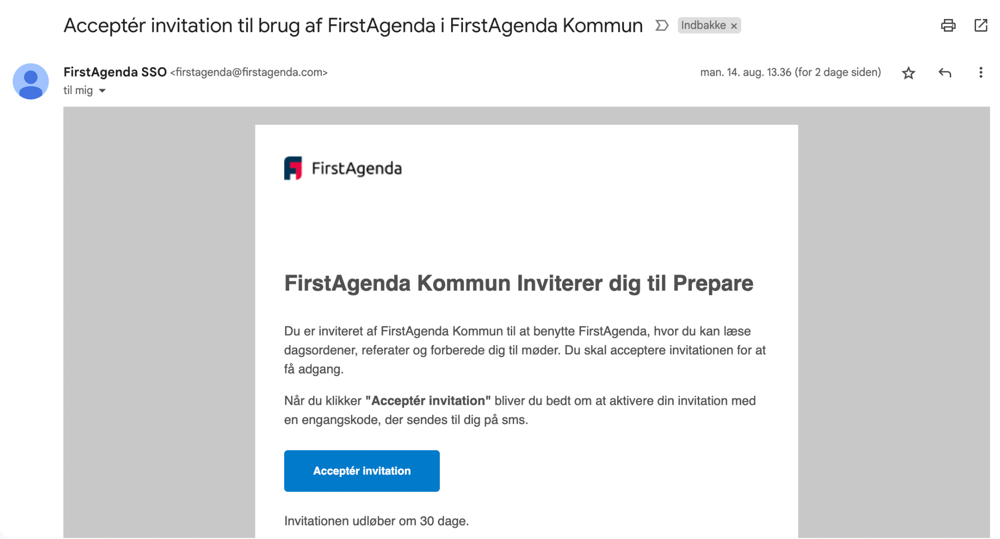 Acceptér invitation til brug af FirstAgenda i FirstAgenda Kommun Indbakke ×
FirstAgenda SSO <firstagenda@firstagenda.com> man. 14. aug. 13.36 (for 2 dage siden)
til mig
FirstAgenda
FirstAgenda Kommun Inviterer dig til Prepare
Du er inviteret af FirstAgenda Kommun til at benytte FirstAgenda, hvor du kan læse
dagsordener, referater og forberede dig til møder. Du skal acceptere invitationen for at
få adgang.
Når du klikker "Acceptér invitation" bliver du bedt om at aktivere din invitation med
en engangskode, der sendes til dig på sms.
Acceptér invitation
Invitationen udløber om 30 dage.